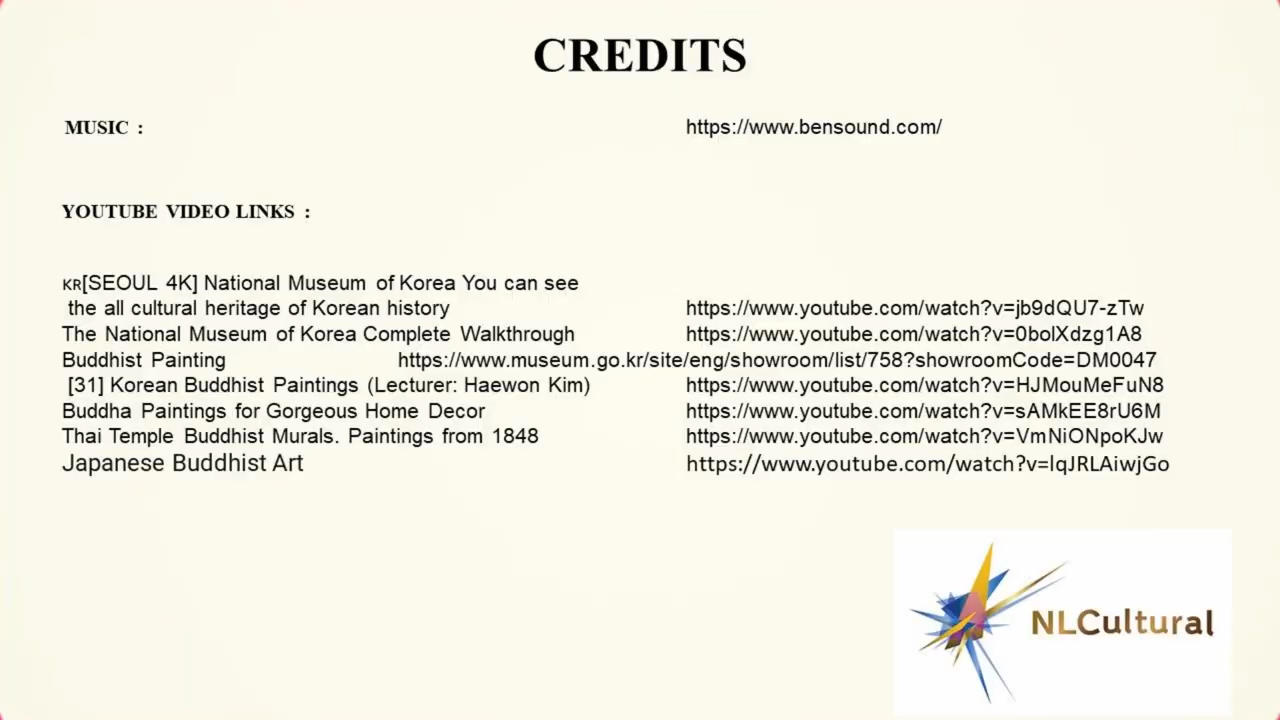 CREDITS
MUSIC : https://www.bensound.com/
YOUTUBE VIDEO LINKS :
KR[SEOUL 4K] National Museum of Korea You can see
the all cultural heritage of Korean history https://www.youtube.com/watch?v=jb9dQU7-zTw
The National Museum of Korea Complete Walkthrough https://www.youtube.com/watch?v=0bolXdzg1A8
Buddhist Painting https://www.museum.go.kr/site/eng/showroom/list/758?showroomCode=DM0047
[31] Korean Buddhist Paintings (Lecturer: Haewon Kim) https://www.youtube.com/watch?v=HJMouMeFuN8
Buddha Paintings for Gorgeous Home Decor https://www.youtube.com/watch?v=sAMkEE8rU6M
Thai Temple Buddhist Murals. Paintings from 1848 https://www.youtube.com/watch?v=VmNiONpoKJw
Japanese Buddhist Art https://www.youtube.com/watch?v=lqJRLAiwjGo
NLCultural